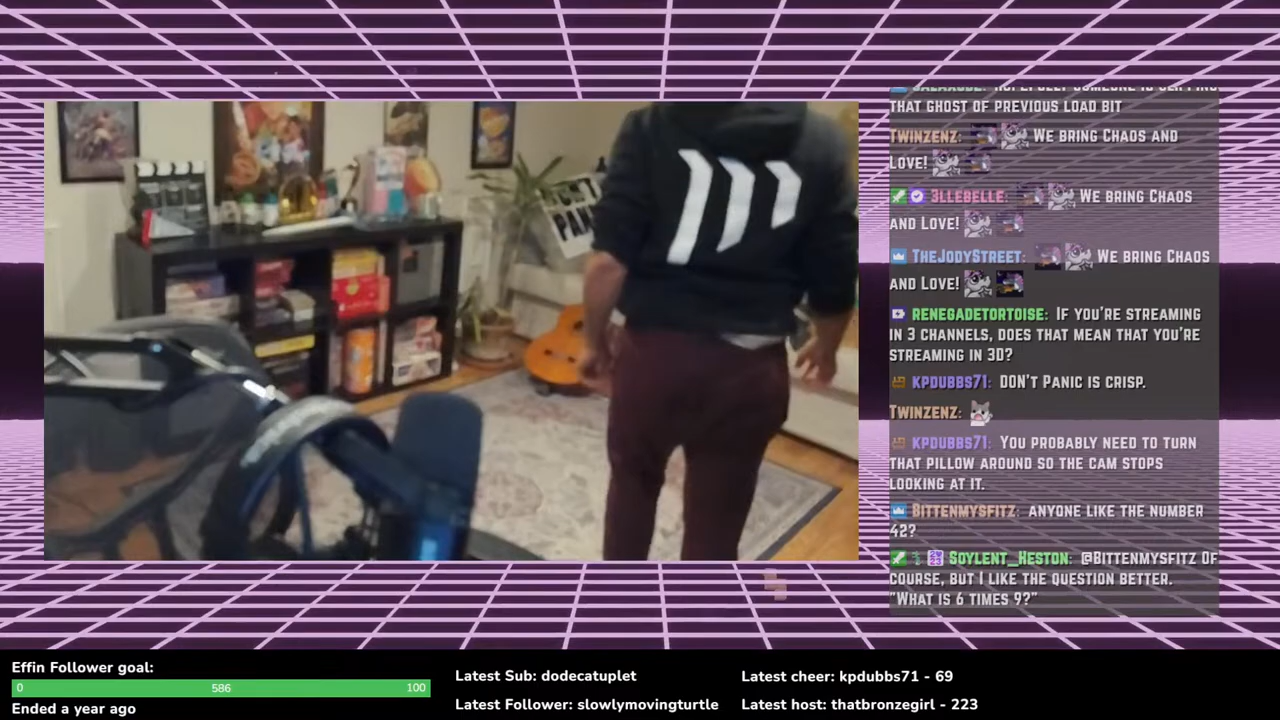 THAT GHOST OF PREVIOUS LOAD BIT
TWINZENZ: WE BRING CHAOS AND
LOVE!
3LLEBELLE: WE BRING CHAOS
AND LOVE!
THEJODYSTREET: WE BRING CHAOS
AND LOVE!
RENEGADETORTOISE: IF YOU'RE STREAMING
IN 3 CHANNELS, DOES THAT MEAN THAT YOU'RE
STREAMING IN 3D?
KPDUBBS71: DON'T PANIC IS CRISP.
TWINZENZ:
KPDUBBS71: YOU PROBABLY NEED TO TURN
THAT PILLOW AROUND SO THE CAM STOPS
LOOKING AT IT.
BITTENMYSFITZ: ANYONE LIKE THE NUMBER
42?
SOYLENT_HESTON: @BITTENMYSFITZ OF
COURSE, BUT I LIKE THE QUESTION BETTER.
"WHAT IS 6 TIMES 9?"
Effin Follower goal:
0 586 100
Ended a year ago
Latest Sub: dodecatuplet
Latest Follower: slowlymovingturtle
Latest cheer: kpdubbs71 - 69
Latest host: thatbronzegirl - 223